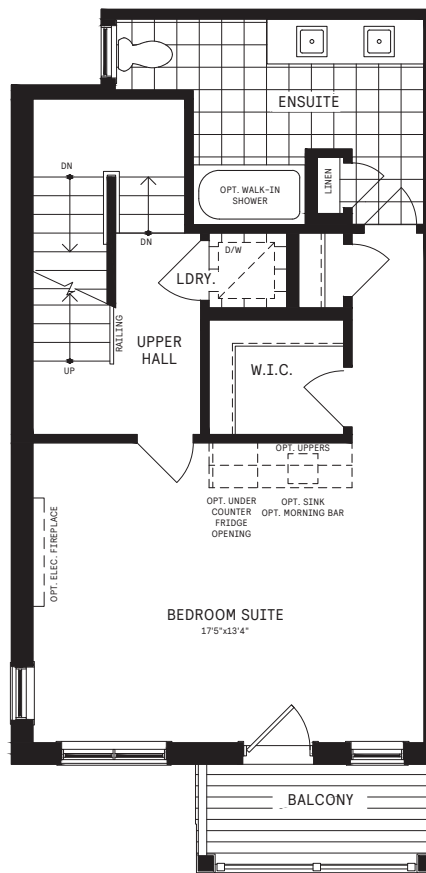 ENSUITE
DN
LINEN
OPT. WALK-IN
SHOWER
DN
D/W
LDRY.
RAILING
UPPER
HALL
W.I.C.
UP
OPT. UPPERS
OPT. UNDER
COUNTER
FRIDGE
OPENING
OPT. SINK
OPT. MORNING BAR
OPT. ELEC. FIREPLACE
BEDROOM SUITE
17'5"x13'4"
BALCONY